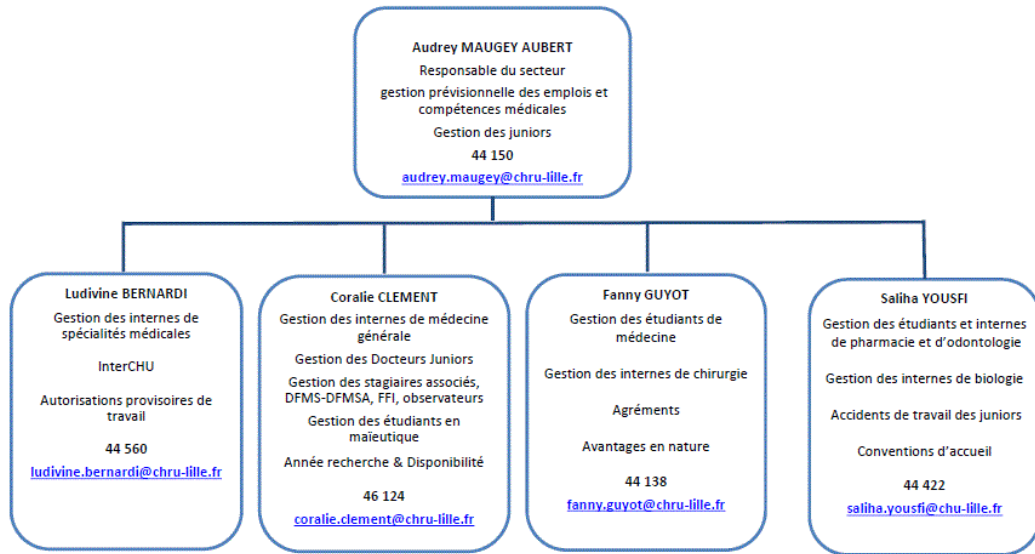 Audrey MAUGEY AUBERT
Responsable du secteur
gestion prévisionnelle des emplois et
compétences médicales
Gestion des juniors
44 150
audrey.maugey@chru-lille.fr
Ludivine BERNARDI
Gestion des internes de
spécialités médicales
InterCHU
Autorisations provisoires de
travail
44 560
ludivine.bernardi@chru-lille.fr
Coralie CLEMENT
Gestion des internes de médecine
générale
Gestion des Docteurs Juniors
Gestion des stagiaires associés,
DFMS-DFMSA, FFI, observateurs
Gestion des étudiants en
maïeutique
Année recherche & Disponibilité
46 124
coralie.clement@chru-lille.fr
Fanny GUYOT
Gestion des étudiants de
médecine
Gestion des internes de chirurgie
Agréments
Avantages en nature
44 138
fanny.guyot@chru-lille.fr
Saliha YOUSFI
Gestion des étudiants et internes
de pharmacie et d’odontologie
Gestion des internes de biologie
Accidents de travail des juniors
Conventions d’accueil
44 422
saliha.yousfi@chu-lille.fr